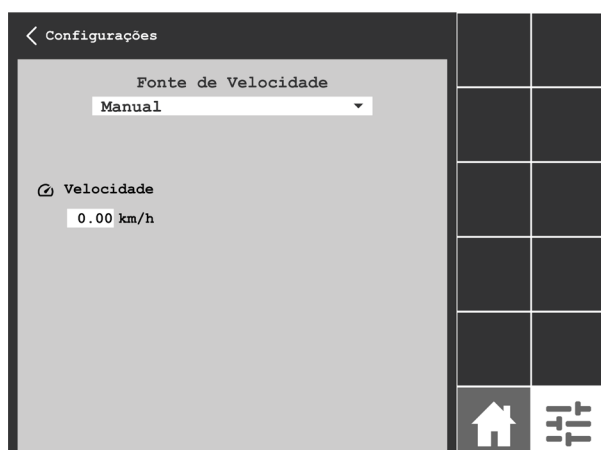 Configurações
Fonte de Velocidade
Manual
Velocidade
0.00 km/h